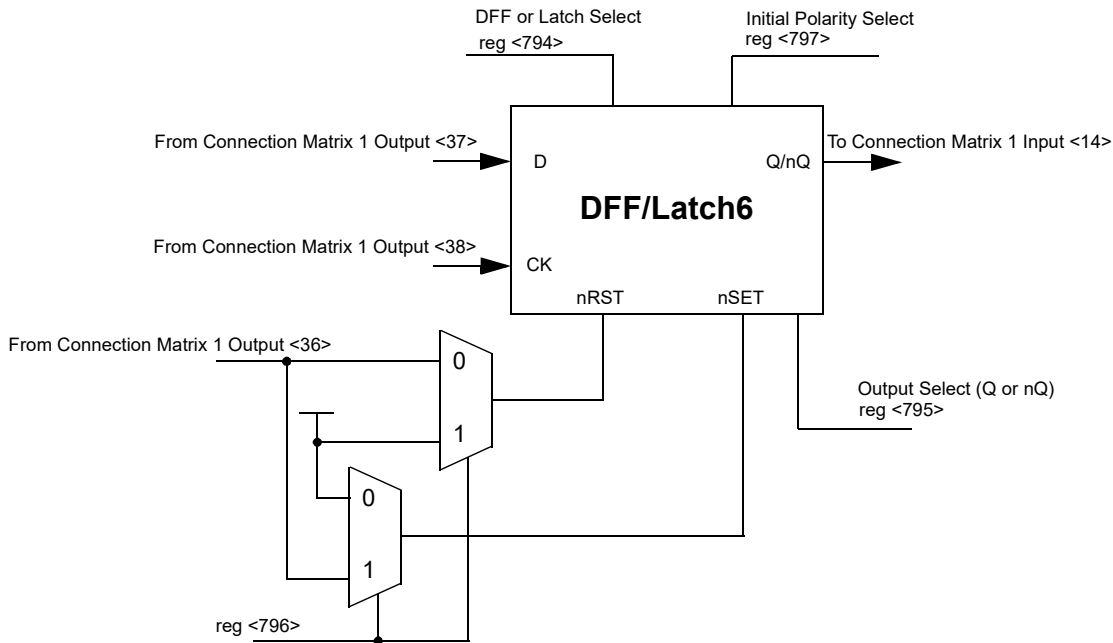 DFF or Latch Select
reg <794>
Initial Polarity Select
reg <797>
From Connection Matrix 1 Output <37>
D
Q/nQ
To Connection Matrix 1 Input <14>
DFF/Latch6
From Connection Matrix 1 Output <38>
CK
nRST
nSET
From Connection Matrix 1 Output <36>
0
1
Output Select (Q or nQ)
reg <795>
0
1
reg <796>